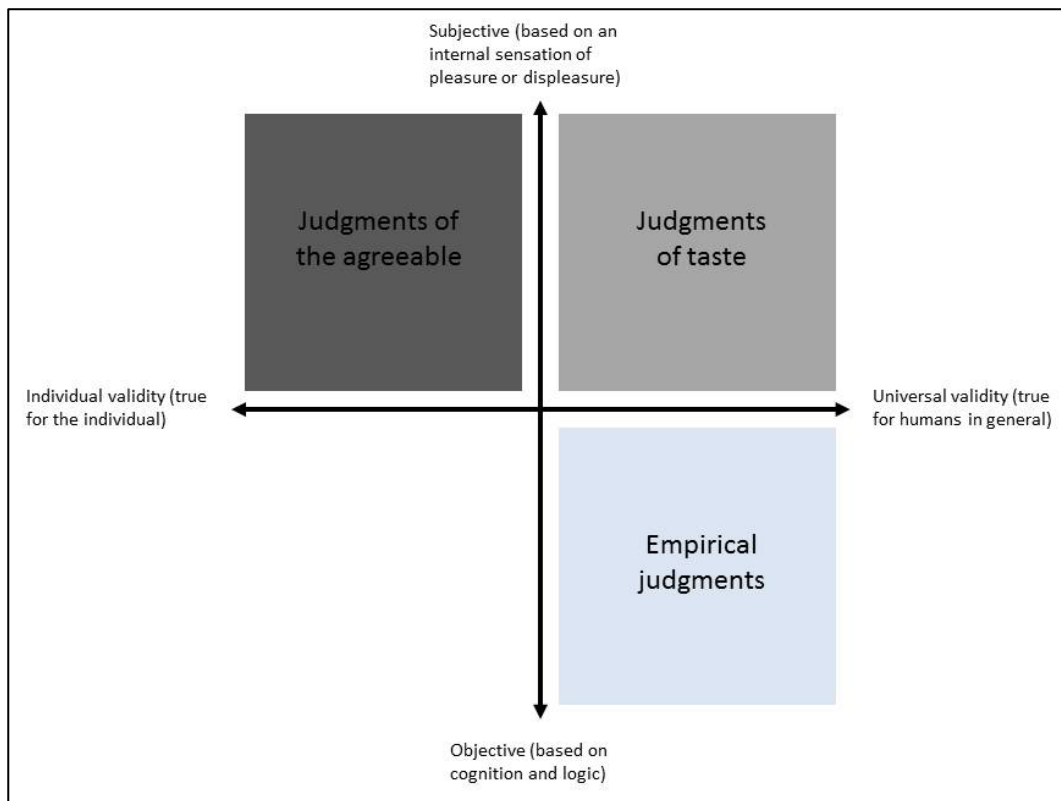 Subjective (based on an
internal sensation of
pleasure or displeasure)
Judgments of
the agreeable
Judgments
of taste
Individual validity (true
for the individual)
Universal validity (true
for humans in general)
Empirical
judgments
Objective (based on
cognition and logic)